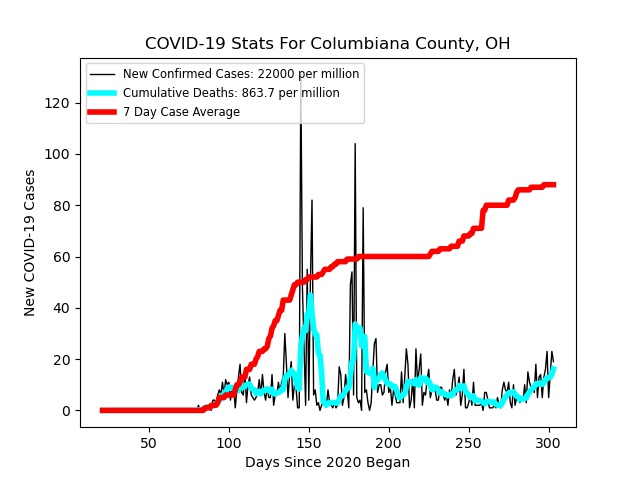 COVID-19 Stats For Columbiana County, OH
New Confirmed Cases: 22000 per million
Cumulative Deaths: 863.7 per million
7 Day Case Average
120
100
80
60
40
20
0
New COVID-19 Cases
50 100 150 200 250 300
Days Since 2020 Began